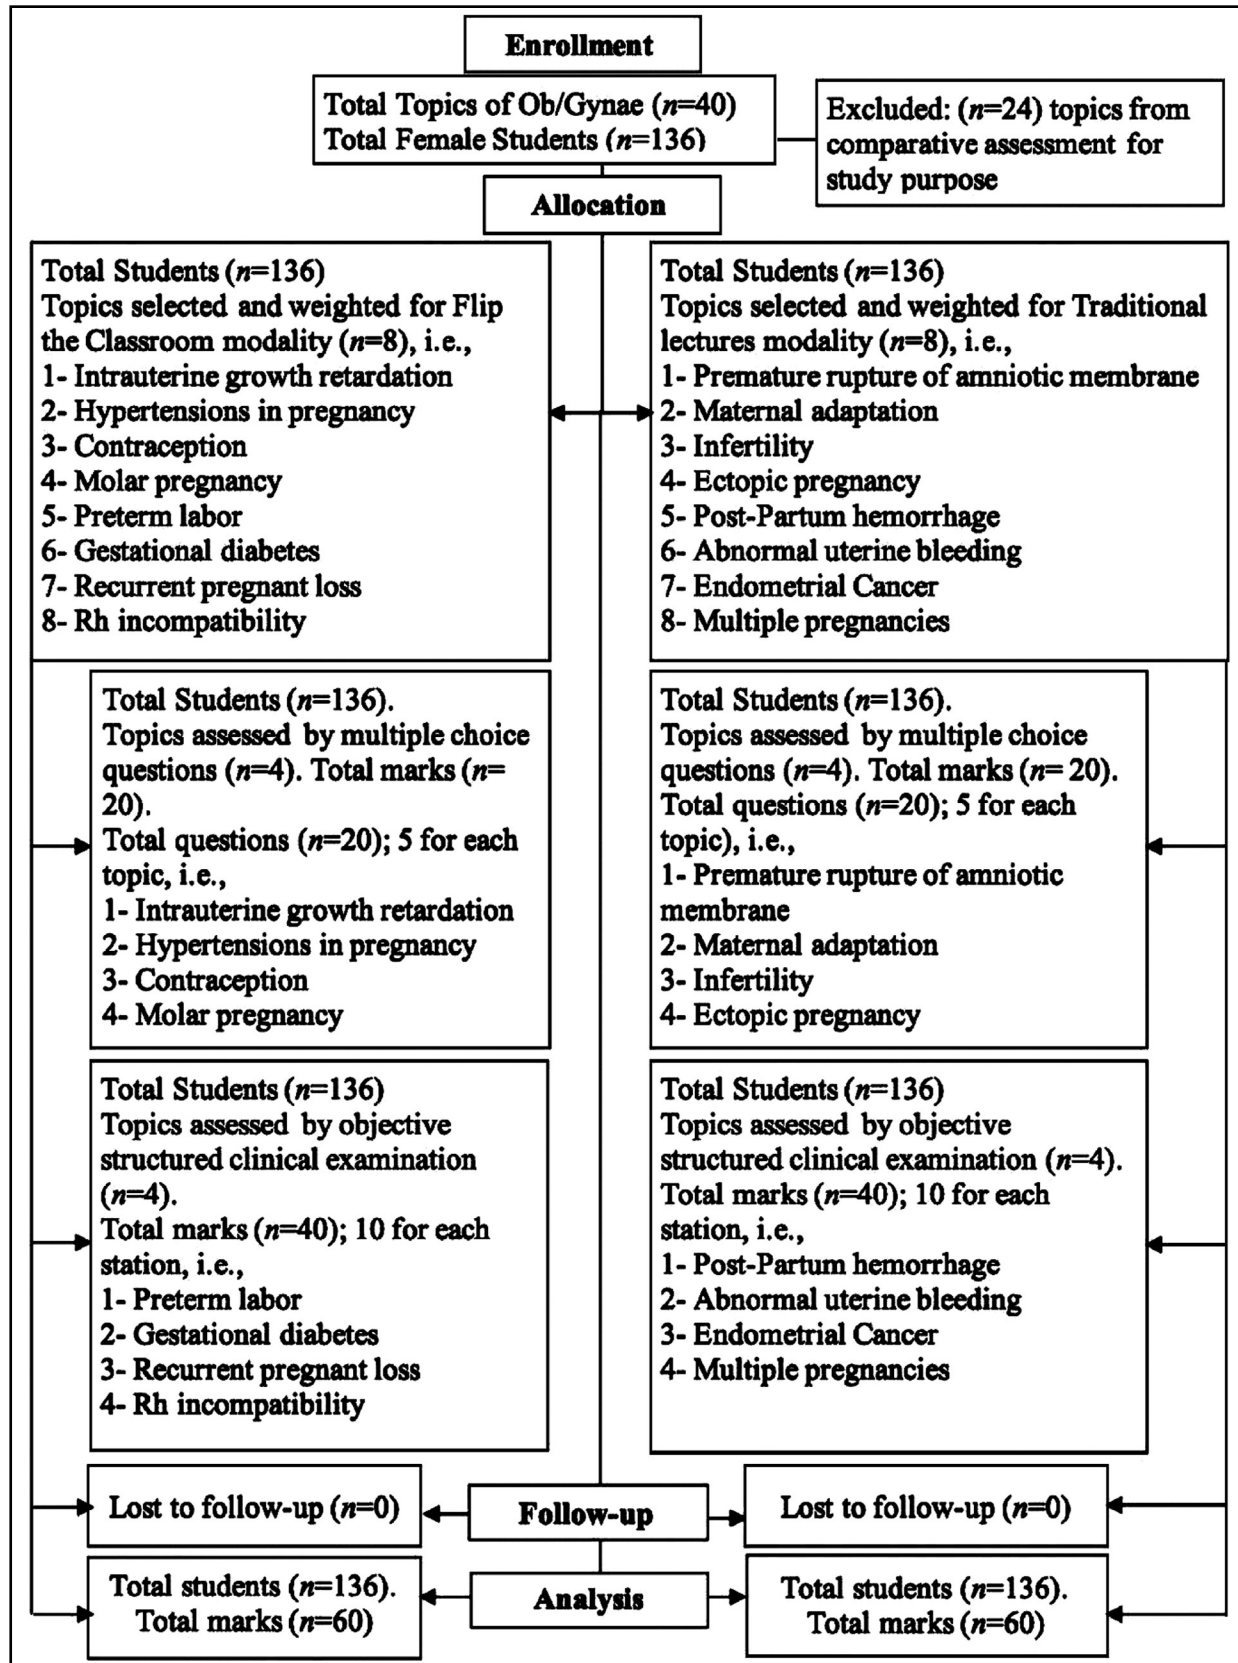 Enrollment
Total Topics of Ob/Gynae (n=40)
Total Female Students (n=136)
Excluded: (n=24) topics from
comparative assessment for
study purpose
Allocation
Total Students (n=136)
Topics selected and weighted for Flip
the Classroom modality (n=8), i.e.,
1- Intrauterine growth retardation
2- Hypertensions in pregnancy
3- Contraception
4- Molar pregnancy
5- Preterm labor
6- Gestational diabetes
7- Recurrent pregnant loss
8- Rh incompatibility
Total Students (n=136)
Topics selected and weighted for Traditional
lectures modality (n=8), i.e.,
1- Premature rupture of amniotic membrane
2- Maternal adaptation
3- Infertility
4- Ectopic pregnancy
5- Post-Partum hemorrhage
6- Abnormal uterine bleeding
7- Endometrial Cancer
8- Multiple pregnancies
Total Students (n=136).
Topics assessed by multiple choice
questions (n=4). Total marks (n=
20).
Total questions (n=20); 5 for each
topic, i.e.,
1- Intrauterine growth retardation
2- Hypertensions in pregnancy
3- Contraception
4- Molar pregnancy
Total Students (n=136).
Topics assessed by multiple choice
questions (n=4). Total marks (n= 20).
Total questions (n=20); 5 for each
topic), i.e.,
1- Premature rupture of amniotic
membrane
2- Maternal adaptation
3- Infertility
4- Ectopic pregnancy
Total Students (n=136)
Topics assessed by objective
structured clinical examination
(n=4).
Total marks (n=40); 10 for each
station, i.e.,
1- Preterm labor
2- Gestational diabetes
3- Recurrent pregnant loss
4- Rh incompatibility
Total Students (n=136)
Topics assessed by objective
structured clinical examination (n=4).
Total marks (n=40); 10 for each
station, i.e.,
1- Post-Partum hemorrhage
2- Abnormal uterine bleeding
3- Endometrial Cancer
4- Multiple pregnancies
Lost to follow-up (n=0)
Follow-up
Lost to follow-up (n=0)
Total students (n=136).
Total marks (n=60)
Analysis
Total students (n=136).
Total marks (n=60)